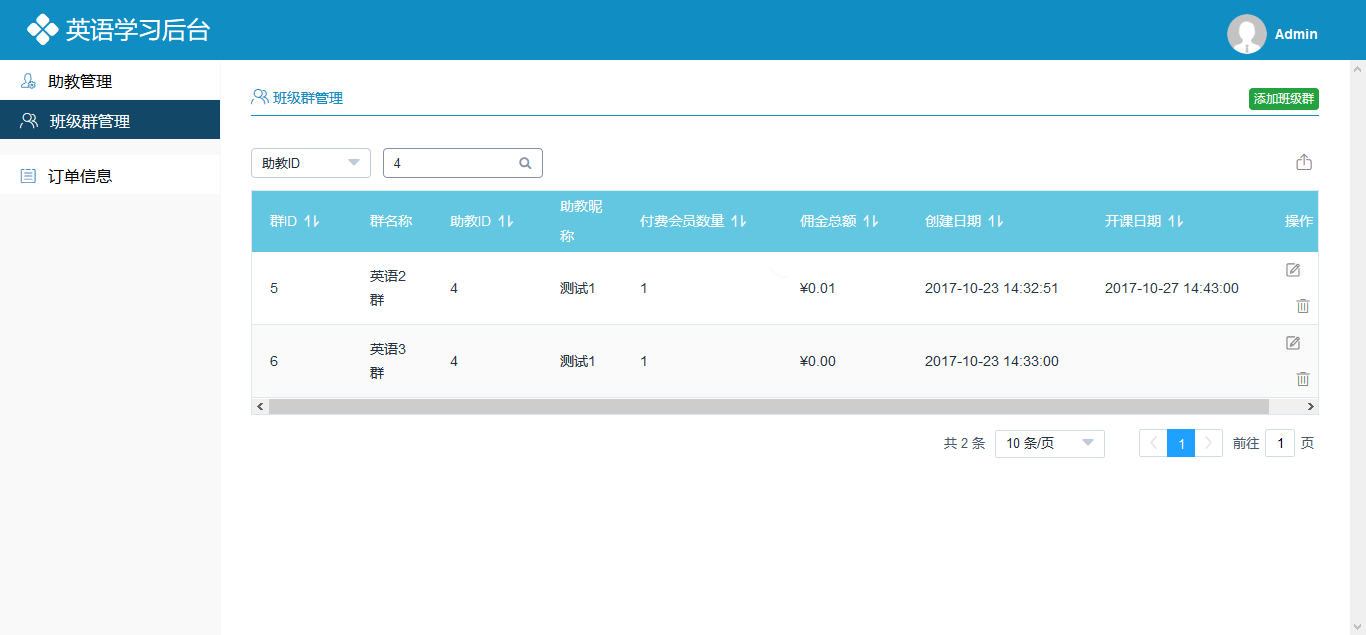 英语学习后台
Admin
助教管理
班级群管理
订单信息
班级群管理
添加班级群
助教ID
4
群ID 群名称 助教ID 助教昵称 付费会员数量 佣金总额 创建日期 开课日期 操作
5 英语2群 4 测试1 1 ¥0.01 2017-10-23 14:32:51 2017-10-27 14:43:00
6 英语3群 4 测试1 1 ¥0.00 2017-10-23 14:33:00
共 2 条 10 条/页 1 前往 1 页